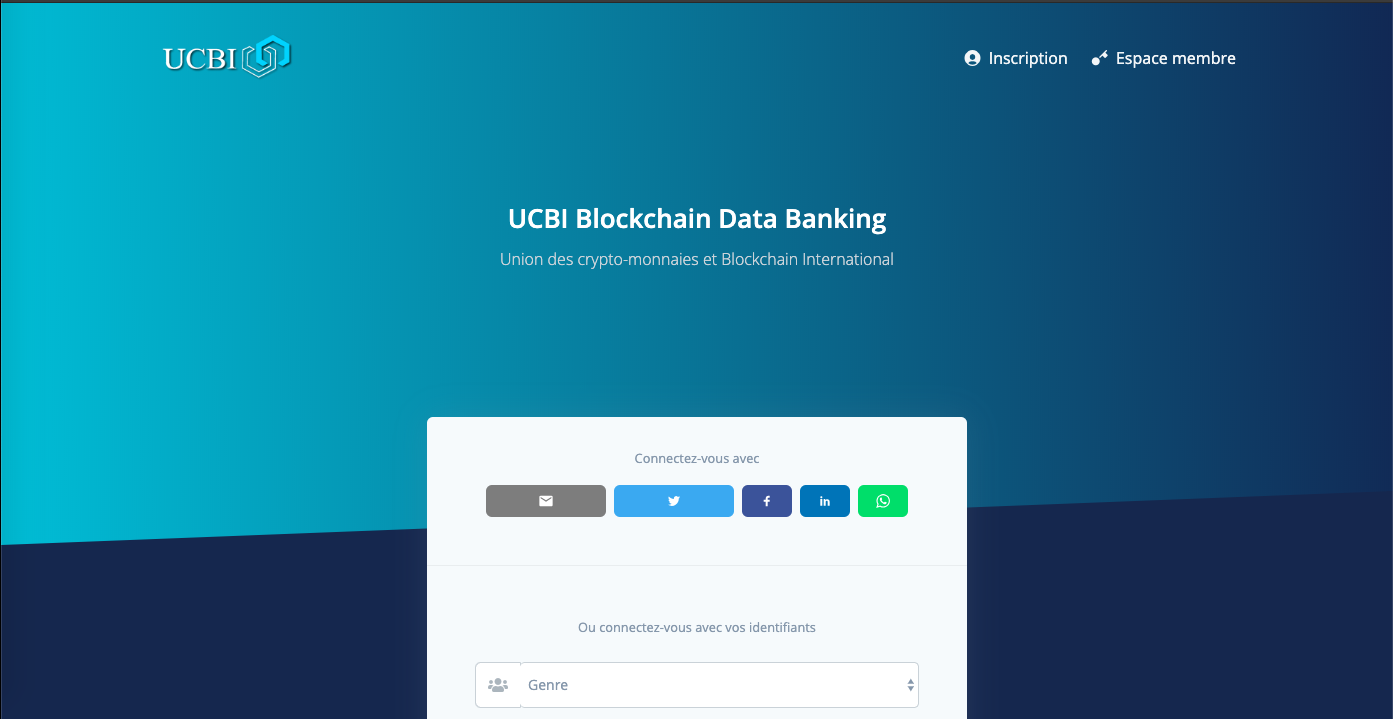 UCBI
Inscription
Espace membre
UCBI Blockchain Data Banking
Union des crypto-monnaies et Blockchain International
Connectez-vous avec
Ou connectez-vous avec vos identifiants
Genre